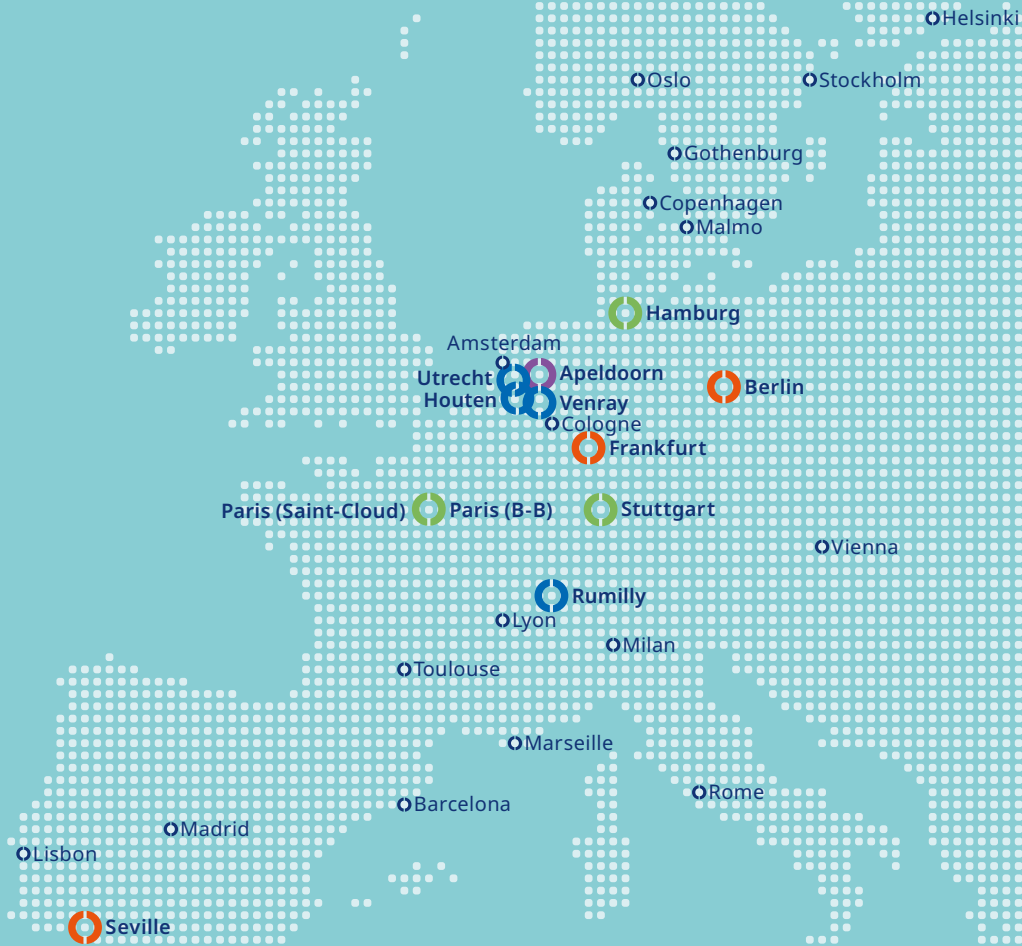 Helsinki
Oslo
Stockholm
Gothenburg
Copenhagen
Malmo
Hamburg
Amsterdam
Apeldoorn
Utrecht
Berlin
Houten
Venray
Cologne
Frankfurt
Paris (Saint-Cloud)
Paris (B-B)
Stuttgart
Vienna
Rumilly
Lyon
Milan
Toulouse
Marseille
Rome
Barcelona
Madrid
Lisbon
Seville